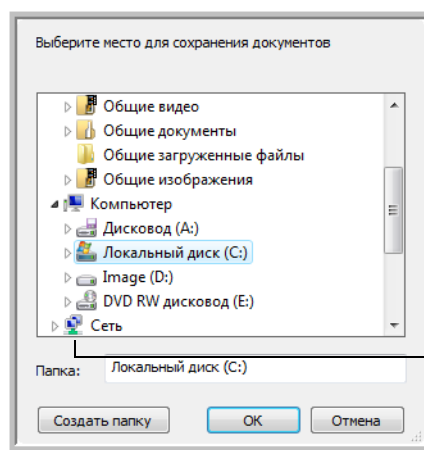 Выберите место для сохранения документов
Общие видео
Общие документы
Общие загруженные файлы
Общие изображения
Компьютер
Дисковод (A:)
Локальный диск (C:)
Image (D:)
DVD RW дисковод (E:)
Сеть
Папка: Локальный диск (C:)
Создать папку OK Отмена